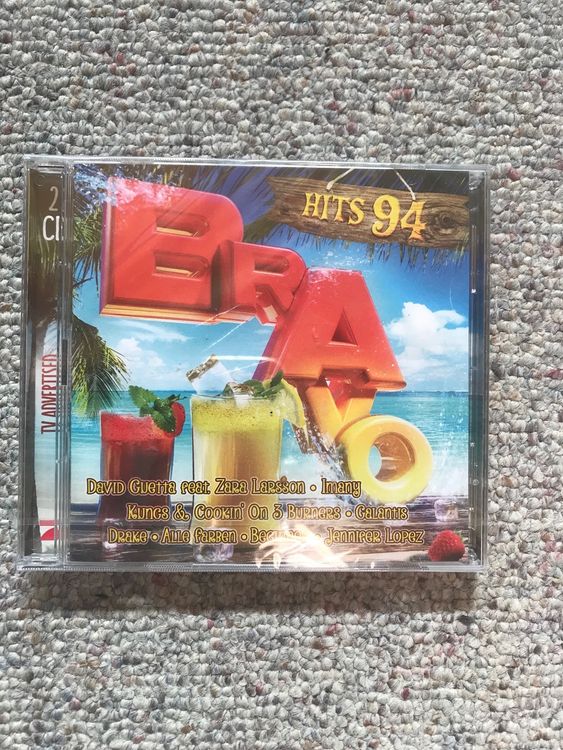 2
CD
TV ADVERTISED
HITS 94
BRAVO
DAVID GUETTA FEAT. ZARA LARSSON • IMANY
KUNGS & COOKIN' ON 3 BURNERS • GALANTIS
DRAKE • ALLE FARBEN • BEGINNER • JENNIFER LOPEZ